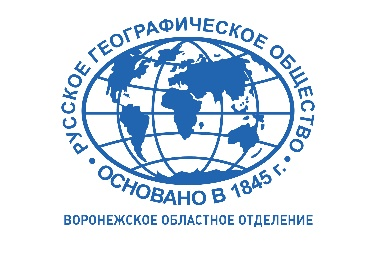 • РУССКОЕ ГЕОГРАФИЧЕСКОЕ ОБЩЕСТВО •
ОСНОВАНО В 1845 г.
ВОРОНЕЖСКОЕ ОБЛАСТНОЕ ОТДЕЛЕНИЕ